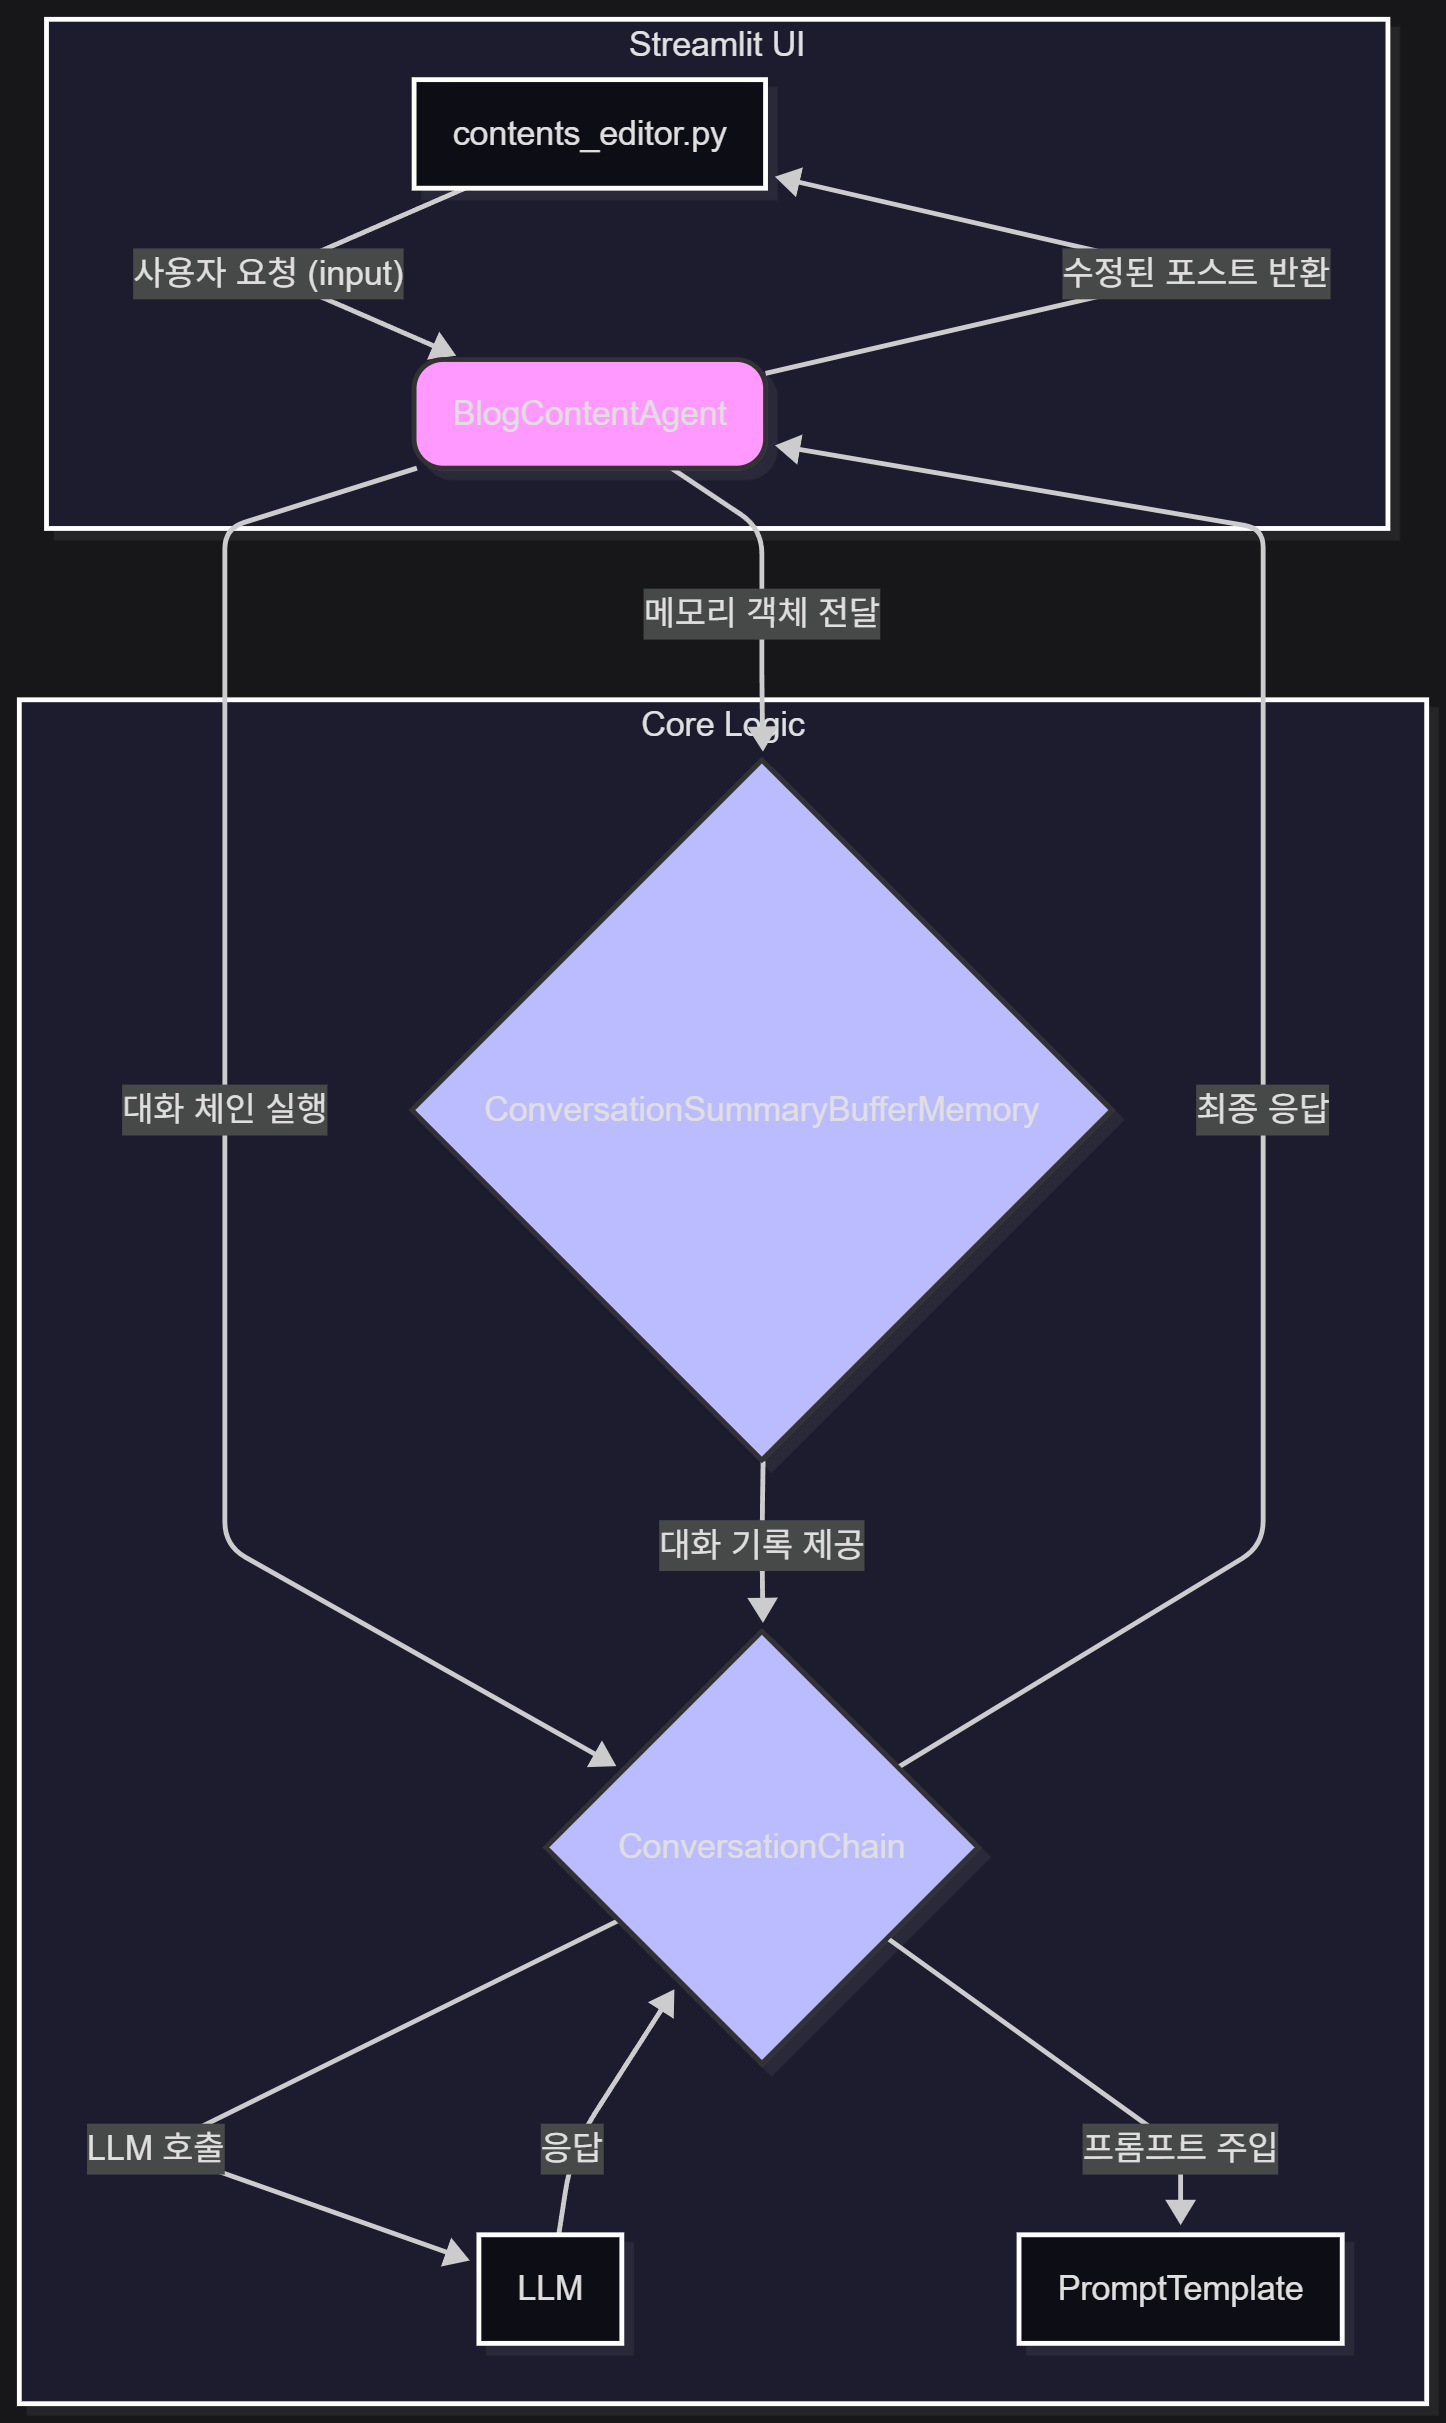 Streamlit UI
contents_editor.py
사용자 요청 (input)
수정된 포스트 반환
BlogContentAgent
메모리 객체 전달
Core Logic
ConversationSummaryBufferMemory
대화 체인 실행
최종 응답
대화 기록 제공
ConversationChain
LLM 호출
응답
프롬프트 주입
LLM
PromptTemplate